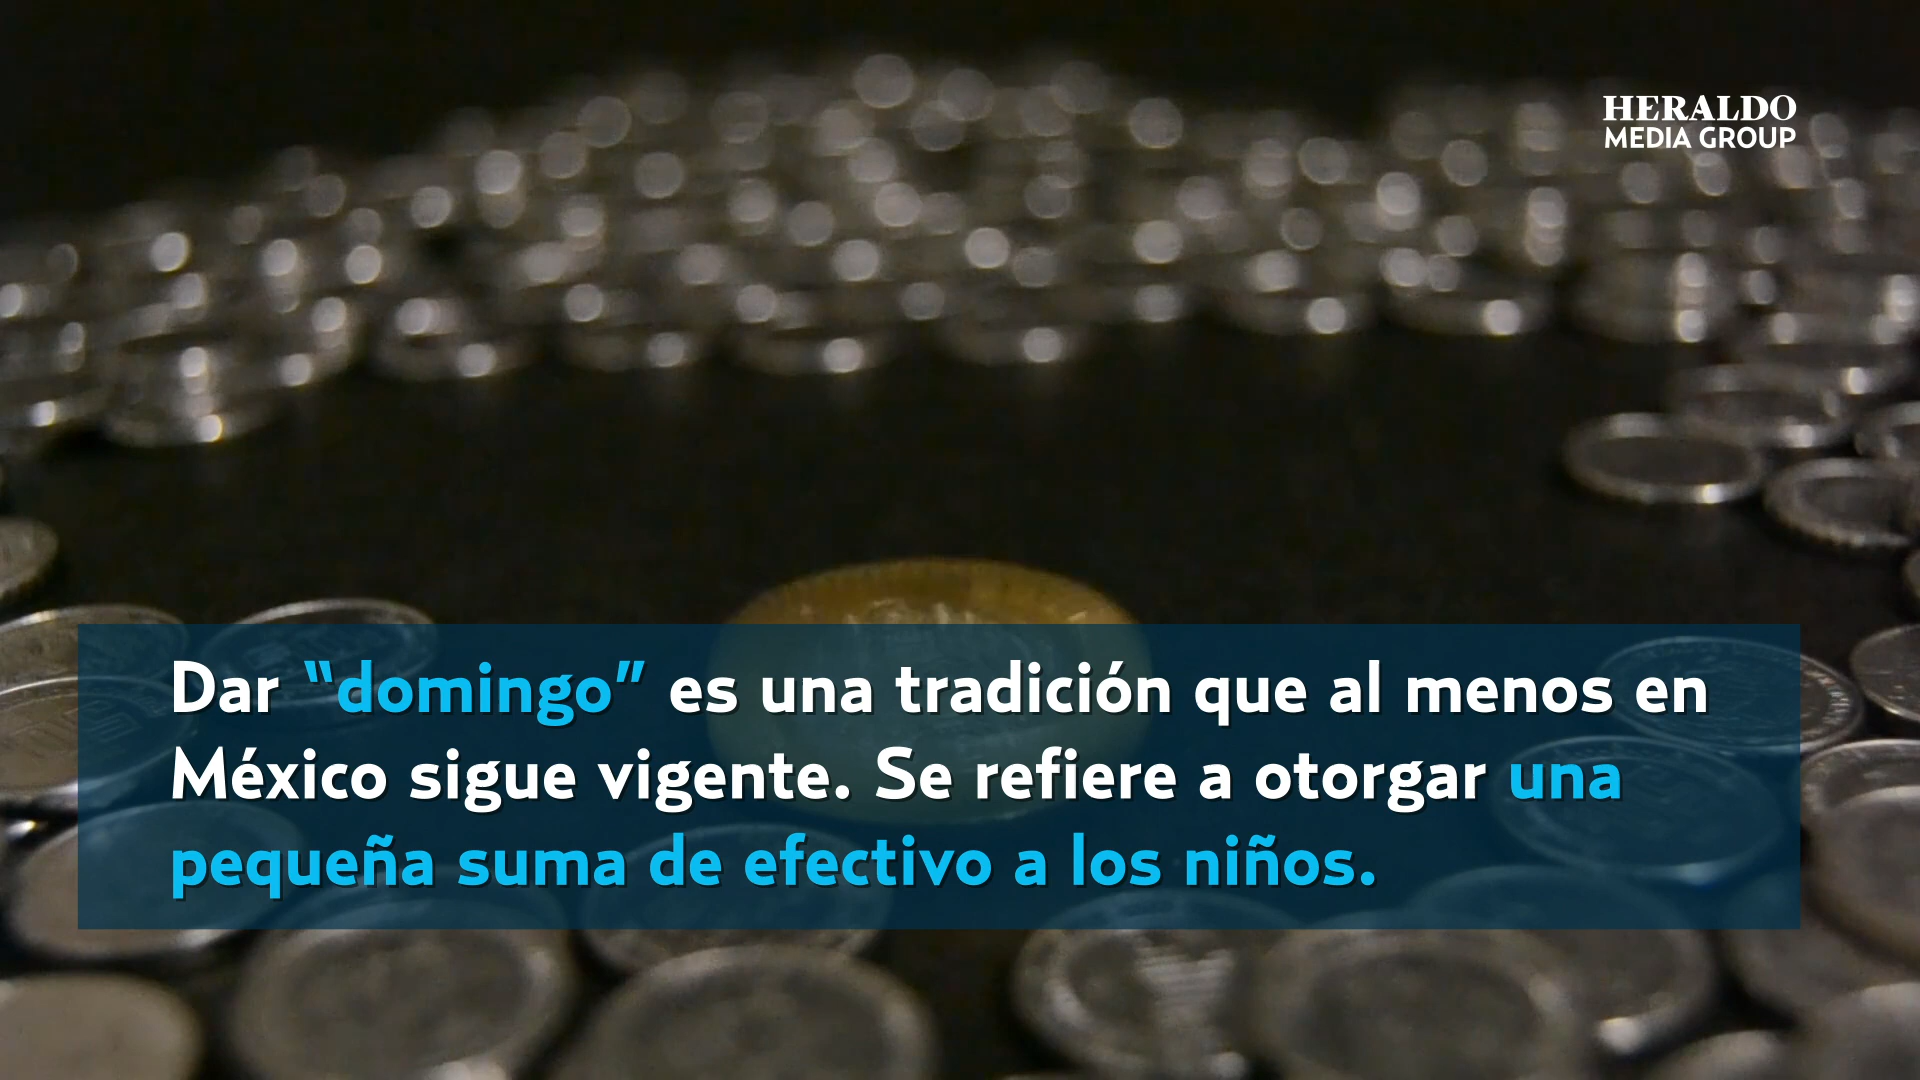 HERALDO
MEDIA GROUP
Dar “domingo” es una tradición que al menos en
México sigue vigente. Se refiere a otorgar una
pequeña suma de efectivo a los niños.